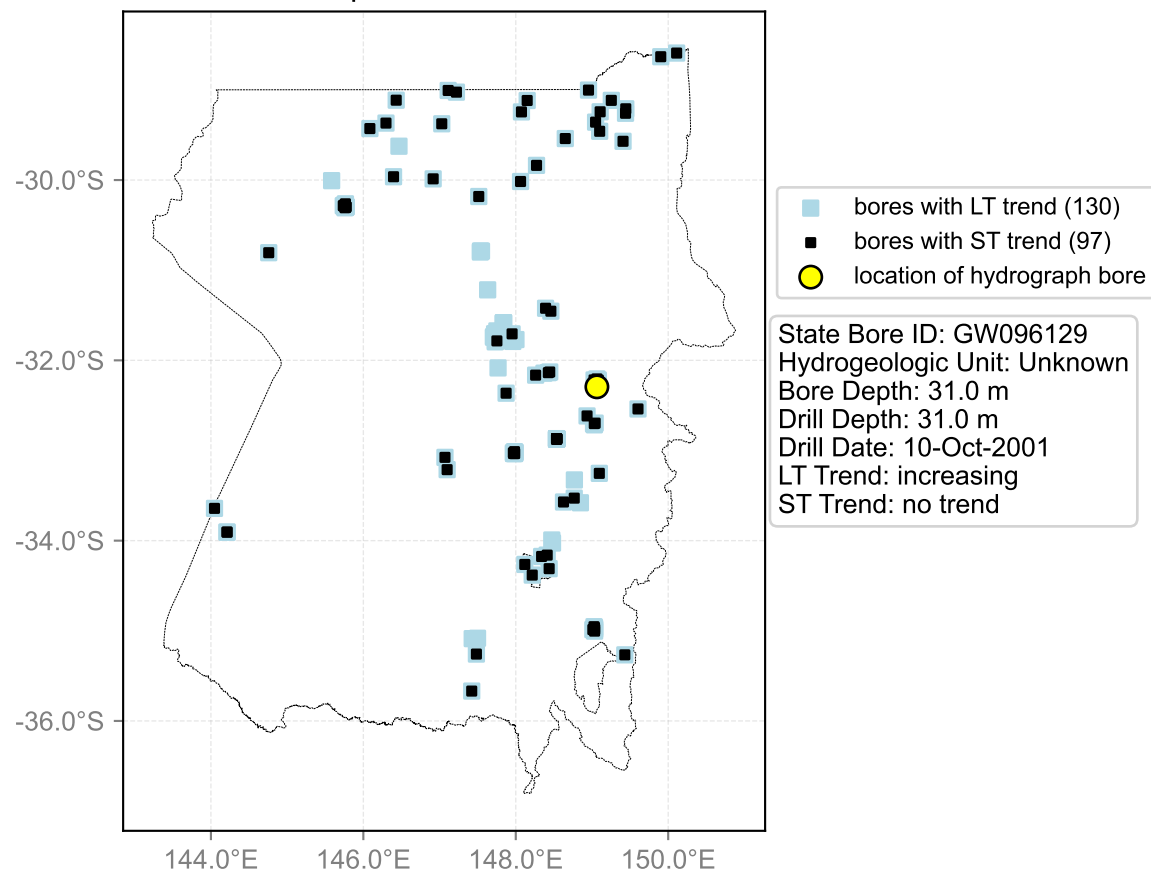 -30.0°S
-32.0°S
-34.0°S
-36.0°S
144.0°E
146.0°E
148.0°E
150.0°E
bores with LT trend (130)
bores with ST trend (97)
location of hydrograph bore
State Bore ID: GW096129
Hydrogeologic Unit: Unknown
Bore Depth: 31.0 m
Drill Depth: 31.0 m
Drill Date: 10-Oct-2001
LT Trend: increasing
ST Trend: no trend